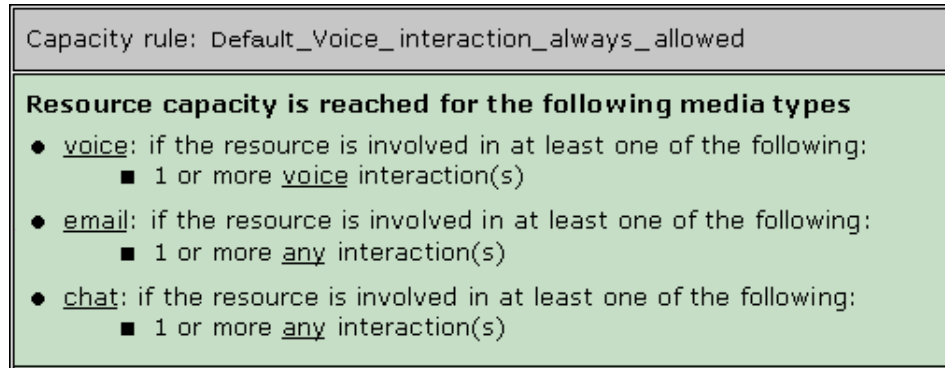 Capacity rule: Default_Voice_interaction_always_allowed
Resource capacity is reached for the following media types
● voice: if the resource is involved in at least one of the following:
■ 1 or more voice interaction(s)
● email: if the resource is involved in at least one of the following:
■ 1 or more any interaction(s)
● chat: if the resource is involved in at least one of the following:
■ 1 or more any interaction(s)